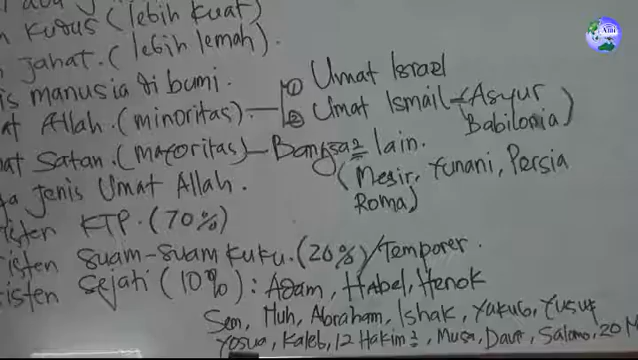 Kudus (lebih kuat)
jahat. (lebih lemah).
is manusia di bumi.
① Umat Israel
at Allah. (minoritas)
② Umat Ismail (Asyur
Babilonia)
at Satan. (mayoritas) Bangsa2 lain.
(Mesir, Yunani, Persia
Roma)
a jenis Umat Allah.
isten KTP. (70%)
isten suam-suam kuku. (20%)/Temporer.
isten sejati (10%) : Adam, Habel, Henok
Sem, Nuh, Abraham, Ishak, Yakub, Yusuf
Yosua, Kaleb, 12 Hakim2, Musa, Daud, Salomo, 20 M